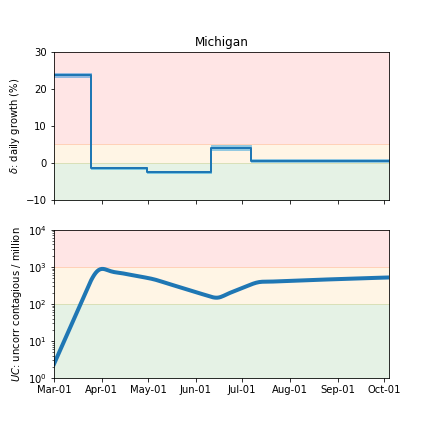 Michigan
δ: daily growth (%)
30
20
10
0
−10
UC: uncorr contagious / million
10⁴
10³
10²
10¹
10⁰
Mar-01 Apr-01 May-01 Jun-01 Jul-01 Aug-01 Sep-01 Oct-01